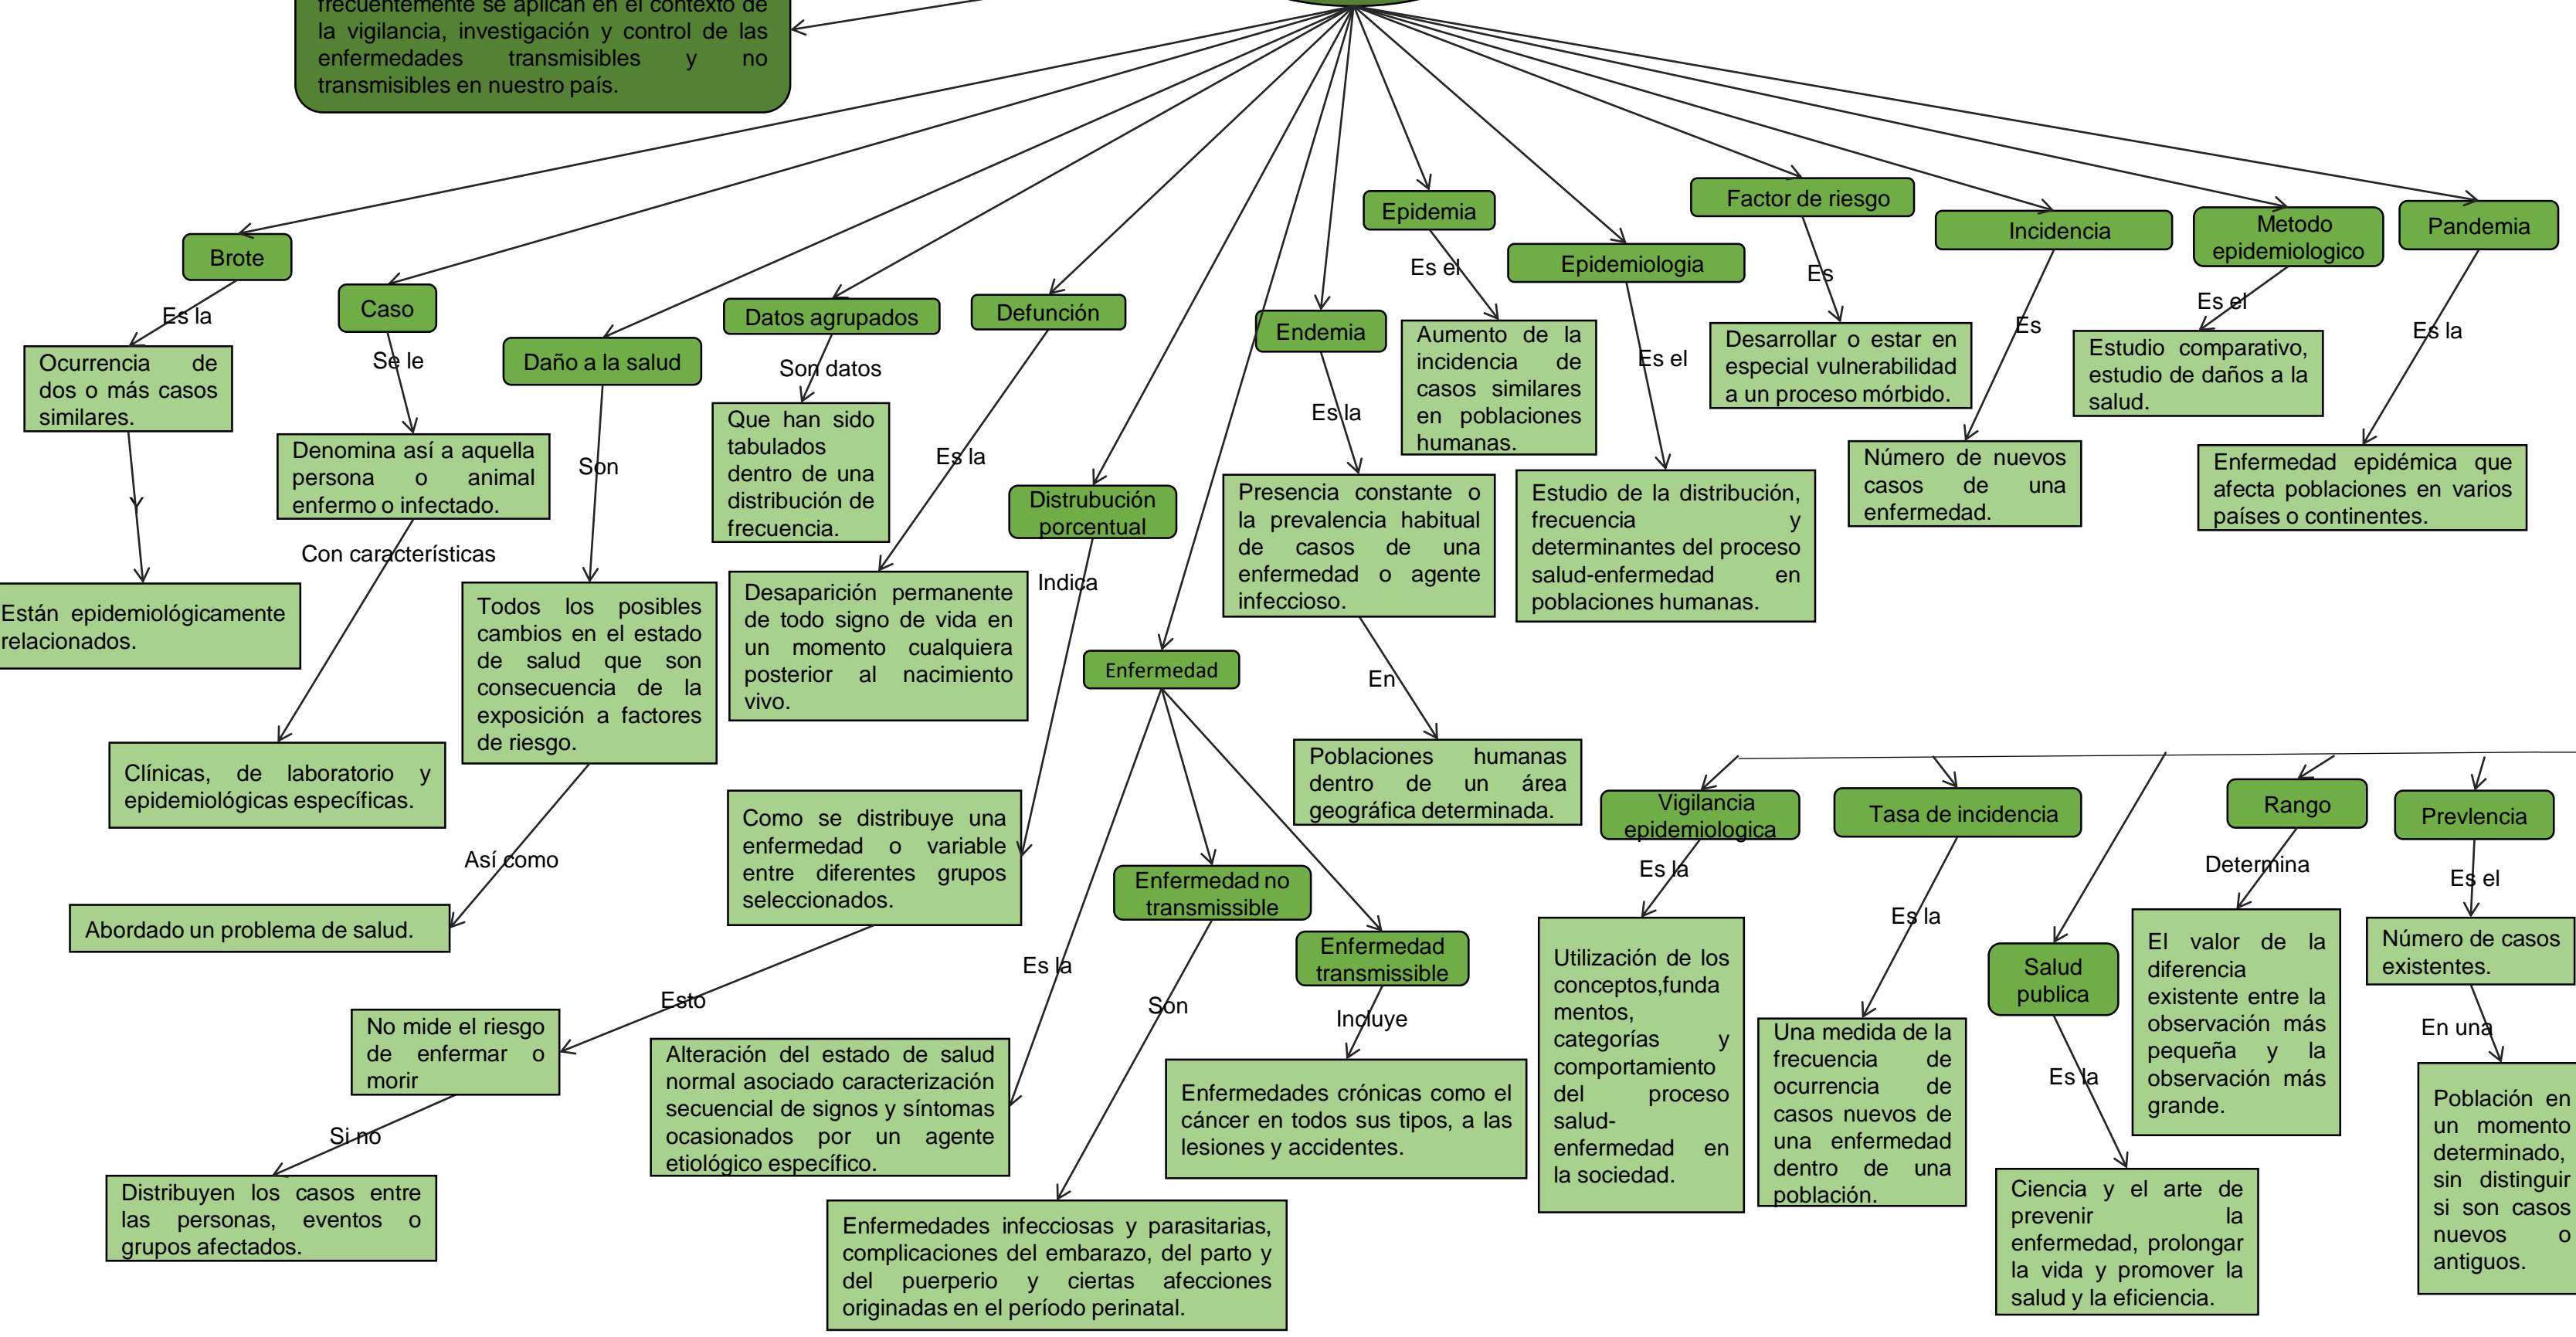 frecuentemente se aplican en el contexto de
la vigilancia, investigación y control de las
enfermedades transmisibles y no
transmisibles en nuestro país.
Brote
Es la
Ocurrencia de
dos o más casos
similares.
Y
Están epidemiológicamente
relacionados.
Caso
Se le
Denomina así a aquella
persona o animal
enfermo o infectado.
Con características
Clínicas, de laboratorio y
epidemiológicas específicas.
Daño a la salud
Son
Todos los posibles
cambios en el estado
de salud que son
consecuencia de la
exposición a factores
de riesgo.
Así como
Abordado un problema de salud.
Datos agrupados
Son datos
Que han sido
tabulados
dentro de una
distribución de
frecuencia.
Defunción
Es la
Desaparición permanente
de todo signo de vida en
un momento cualquiera
posterior al nacimiento
vivo.
Distrubución
porcentual
Indica
Como se distribuye una
enfermedad o variable
entre diferentes grupos
seleccionados.
Esto
No mide el riesgo
de enfermar o
morir
Si no
Distribuyen los casos entre
las personas, eventos o
grupos afectados.
Enfermedad
Es la
Alteración del estado de salud
normal asociado caracterización
secuencial de signos y síntomas
ocasionados por un agente
etiológico específico.
Enfermedad no
transmissible
Son
Enfermedades infecciosas y parasitarias,
complicaciones del embarazo, del parto y
del puerperio y ciertas afecciones
originadas en el período perinatal.
Enfermedad
transmissible
Incluye
Enfermedades crónicas como el
cáncer en todos sus tipos, a las
lesiones y accidentes.
Endemia
Es la
Presencia constante o
la prevalencia habitual
de casos de una
enfermedad o agente
infeccioso.
En
Poblaciones humanas
dentro de un área
geográfica determinada.
Epidemia
Es el
Aumento de la
incidencia de
casos similares
en poblaciones
humanas.
Epidemiologia
Es el
Estudio de la distribución,
frecuencia y
determinantes del proceso
salud-enfermedad en
poblaciones humanas.
Factor de riesgo
Es
Desarrollar o estar en
especial vulnerabilidad
a un proceso mórbido.
Incidencia
Es
Número de nuevos
casos de una
enfermedad.
Metodo
epidemiologico
Es el
Estudio comparativo,
estudio de daños a la
salud.
Pandemia
Es la
Enfermedad epidémica que
afecta poblaciones en varios
países o continentes.
Vigilancia
epidemiologica
Es la
Utilización de los
conceptos,funda
mentos,
categorías y
comportamiento
del proceso
salud-
enfermedad en
la sociedad.
Tasa de incidencia
Es la
Una medida de la
frecuencia de
ocurrencia de
casos nuevos de
una enfermedad
dentro de una
población.
Salud
publica
Es la
Ciencia y el arte de
prevenir la
enfermedad, prolongar
la vida y promover la
salud y la eficiencia.
Rango
Determina
El valor de la
diferencia
existente entre la
observación más
pequeña y la
observación más
grande.
Prevlencia
Es el
Número de casos
existentes.
En una
Población en
un momento
determinado,
sin distinguir
si son casos
nuevos o
antiguos.